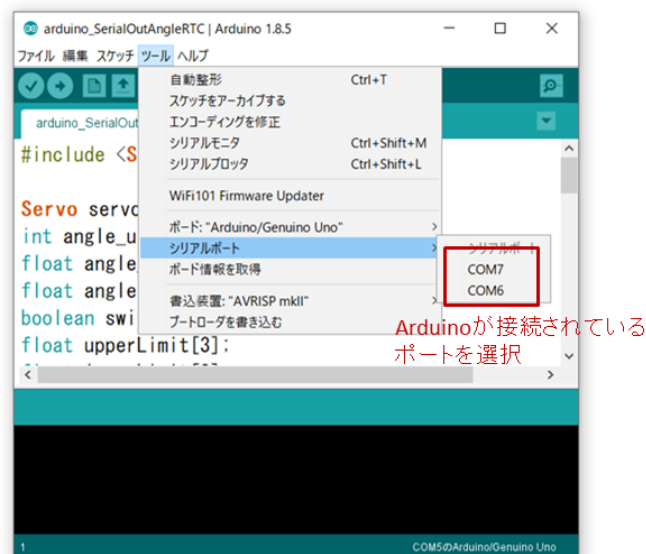 arduino_SerialOutAngleRTC | Arduino 1.8.5
ファイル 編集 スケッチ ツール ヘルプ
自動整形 Ctrl+T
スケッチをアーカイブする
arduino_SerialOut
エンコーディングを修正
シリアルモニタ Ctrl+Shift+M
#include <S
シリアルプロッタ Ctrl+Shift+L
WiFi101 Firmware Updater
Servo servo
ボード: "Arduino/Genuino Uno"
int angle_u
シリアルポート
シリアルポート
float angle
ボード情報を取得
COM7
float angle
COM6
書込装置: "AVRISP mkII"
boolean swi
ブートローダを書き込む
Arduinoが接続されている
float upperLimit[3];
ポートを選択
1
COM5のArduino/Genuino Uno